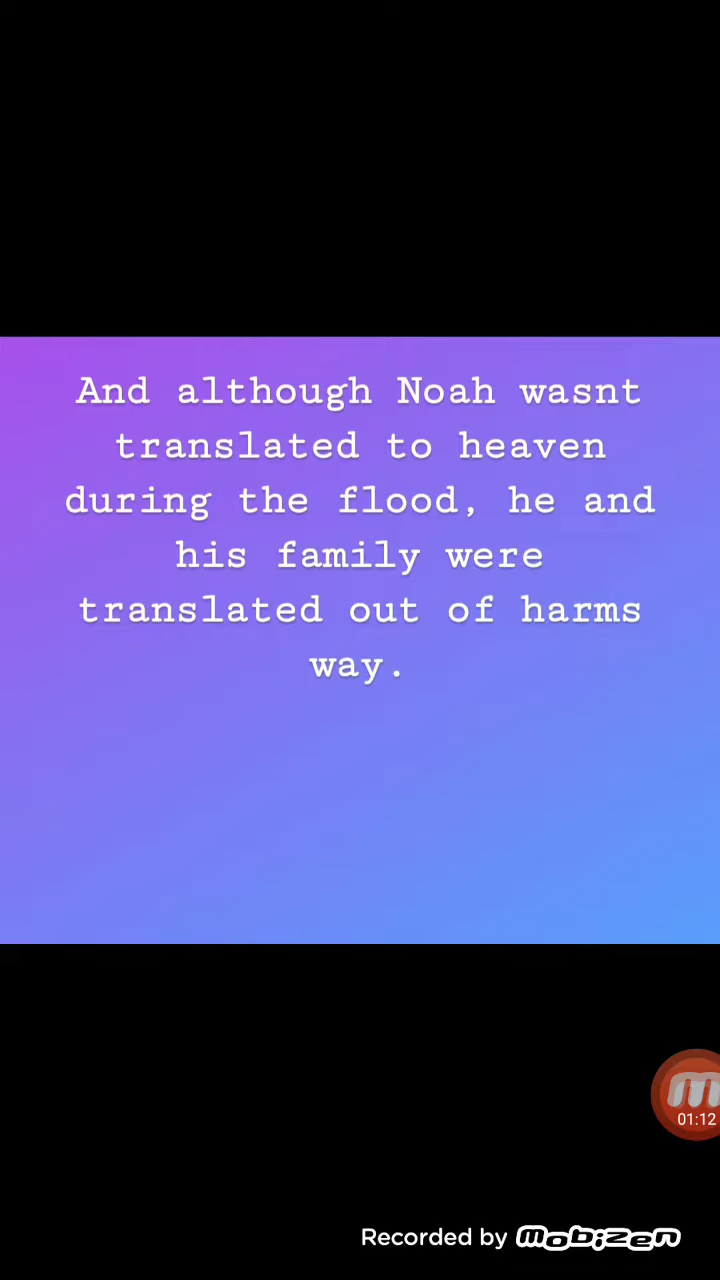 And although Noah wasnt
translated to heaven
during the flood, he and
his family were
translated out of harms
way.
01:12
Recorded by mobizen